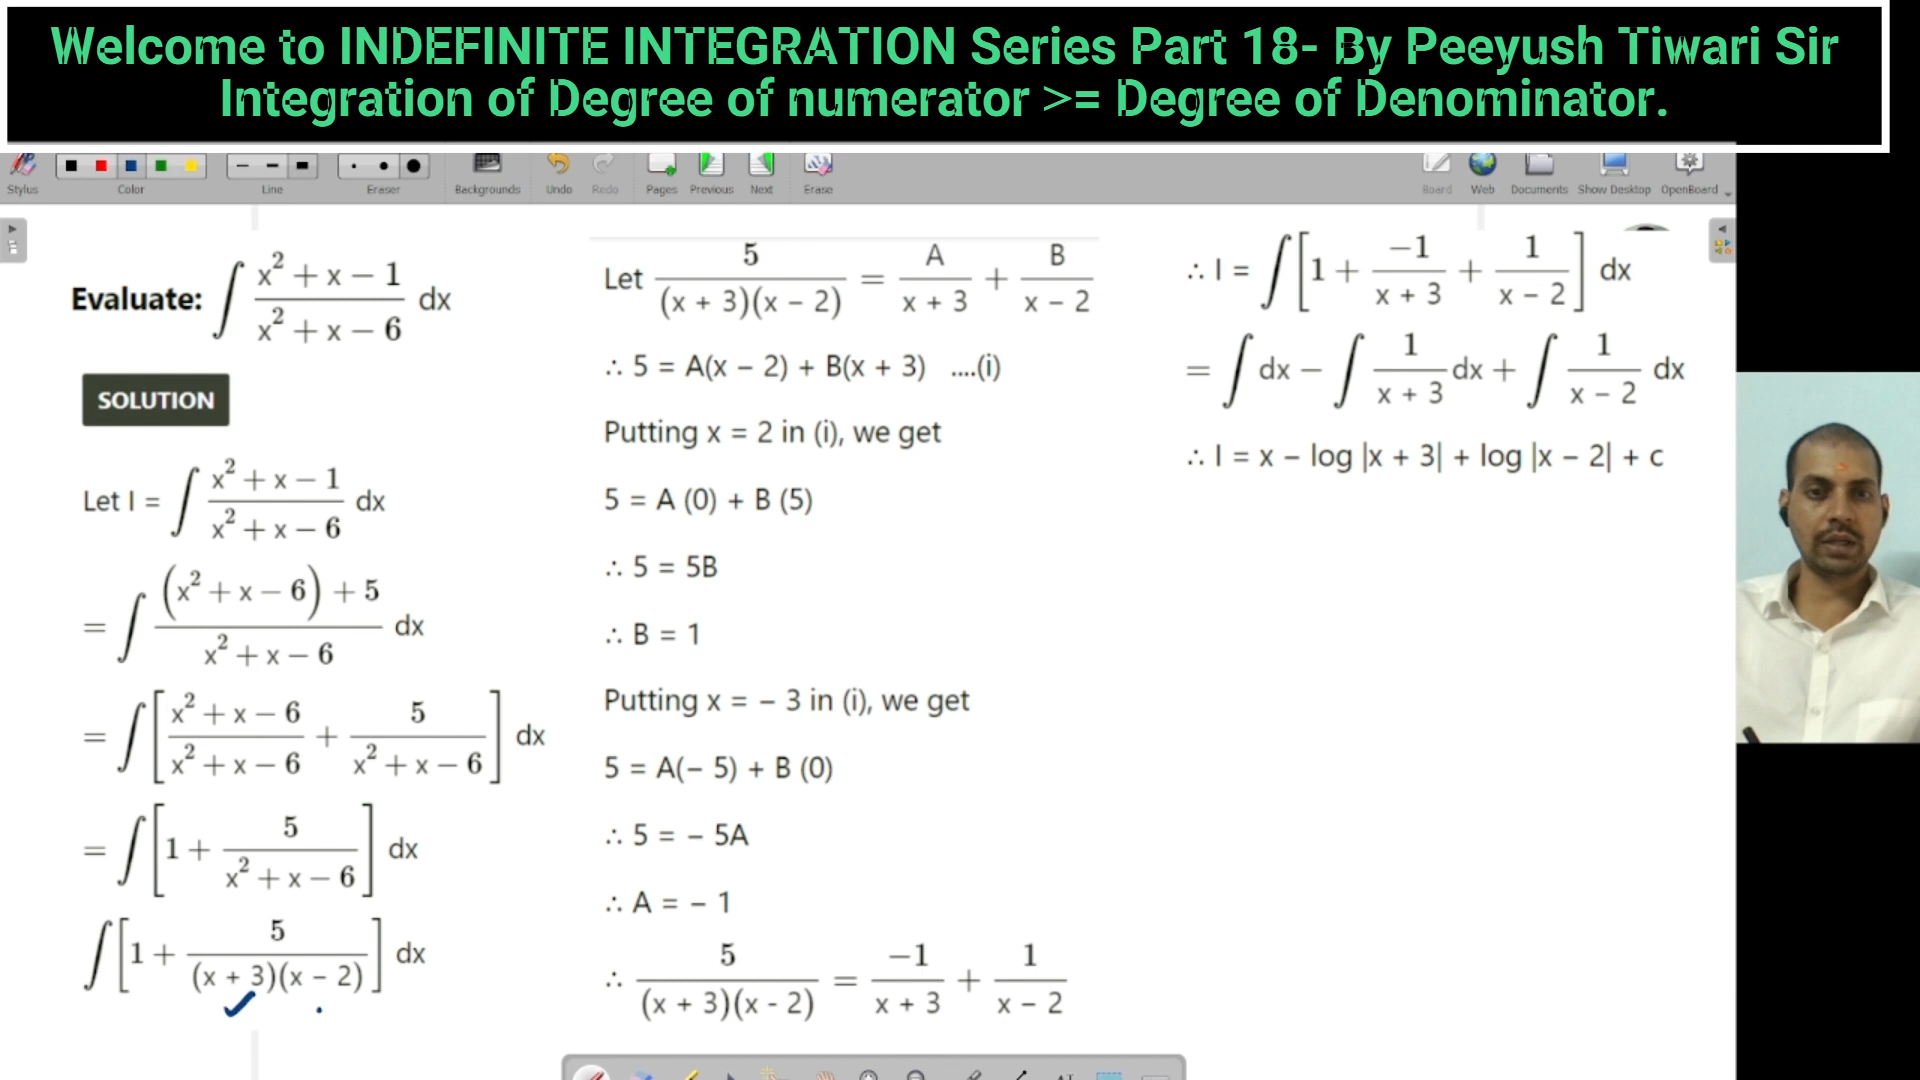 Welcome to INDEFINITE INTEGRATION Series Part 18- By Peeyush Tiwari Sir
Integration of Degree of numerator >= Degree of Denominator.
Stylus Color Line Eraser Backgrounds Undo Redo Pages Previous Next Erase Board Web Documents Show Desktop OpenBoard
Evaluate: ∫ (x² + x − 1)/(x² + x − 6) dx
SOLUTION
Let I = ∫ (x² + x − 1)/(x² + x − 6) dx
= ∫ ((x² + x − 6) + 5)/(x² + x − 6) dx
= ∫ [(x² + x − 6)/(x² + x − 6) + 5/(x² + x − 6)] dx
= ∫ [1 + 5/(x² + x − 6)] dx
∫ [1 + 5/((x + 3)(x − 2))] dx
Let 5/((x + 3)(x − 2)) = A/(x + 3) + B/(x − 2)
∴ 5 = A(x − 2) + B(x + 3) ....(i)
Putting x = 2 in (i), we get
5 = A (0) + B (5)
∴ 5 = 5B
∴ B = 1
Putting x = − 3 in (i), we get
5 = A(− 5) + B (0)
∴ 5 = − 5A
∴ A = − 1
∴ 5/((x + 3)(x - 2)) = −1/(x + 3) + 1/(x − 2)
∴ I = ∫ [1 + −1/(x + 3) + 1/(x − 2)] dx
= ∫ dx − ∫ 1/(x + 3) dx + ∫ 1/(x − 2) dx
∴ I = x − log |x + 3| + log |x − 2| + c